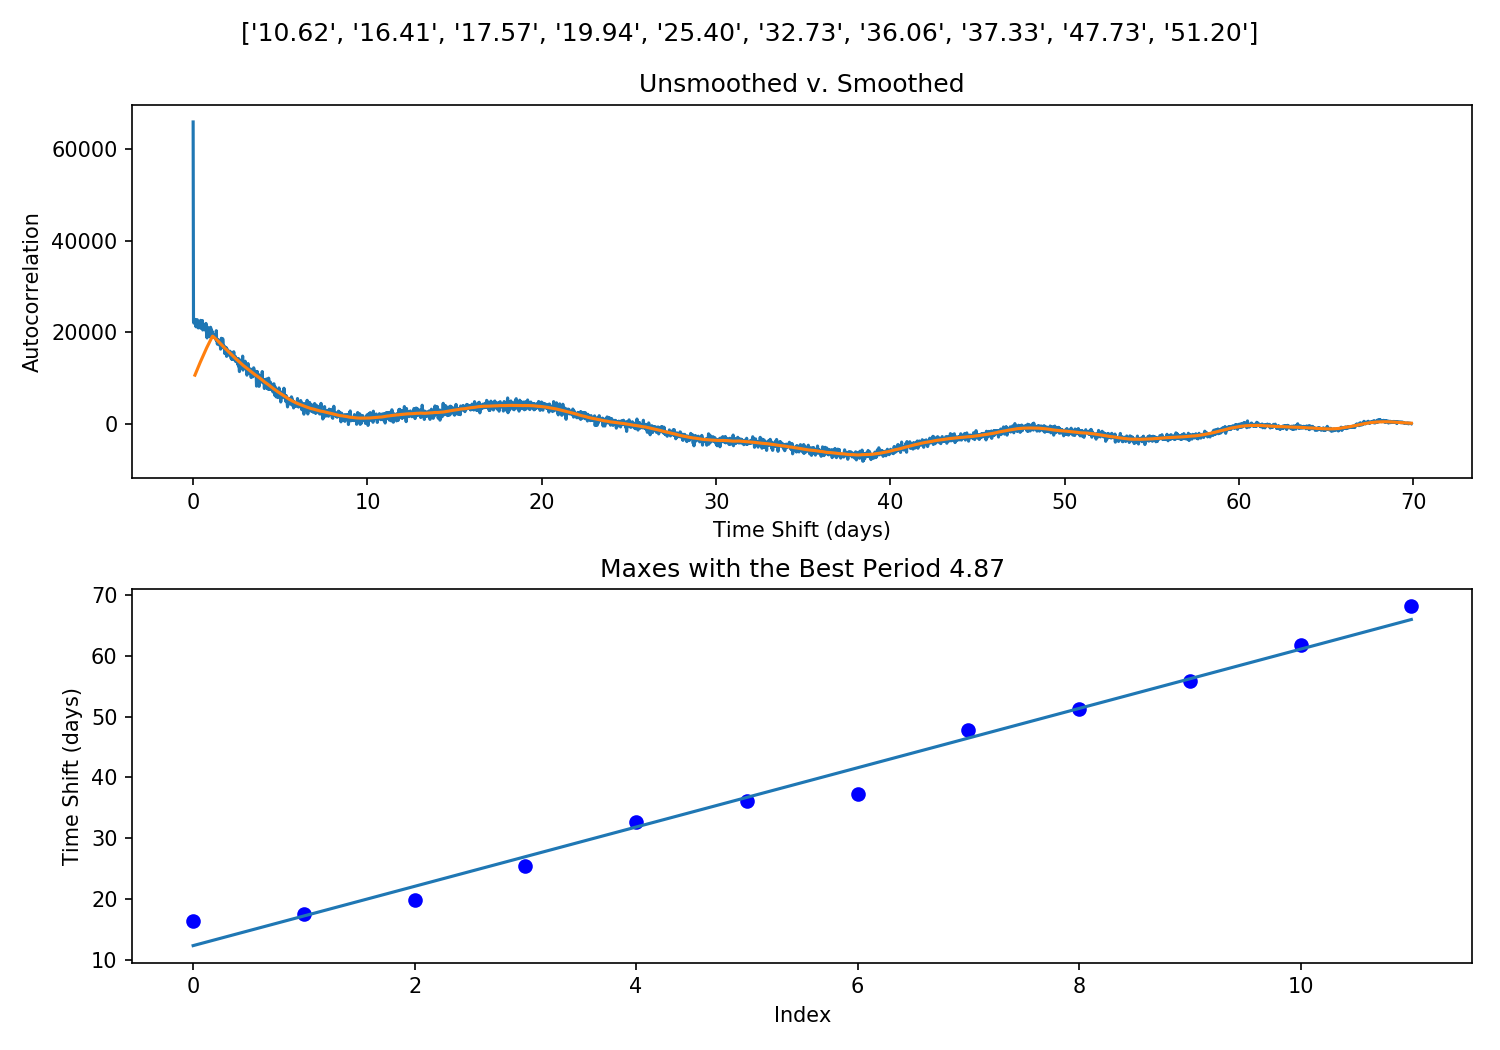 ['10.62', '16.41', '17.57', '19.94', '25.40', '32.73', '36.06', '37.33', '47.73', '51.20']
Unsmoothed v. Smoothed
Autocorrelation
60000
40000
20000
0
0 10 20 30 40 50 60 70
Time Shift (days)
Maxes with the Best Period 4.87
Time Shift (days)
70
60
50
40
30
20
10
0 2 4 6 8 10
Index